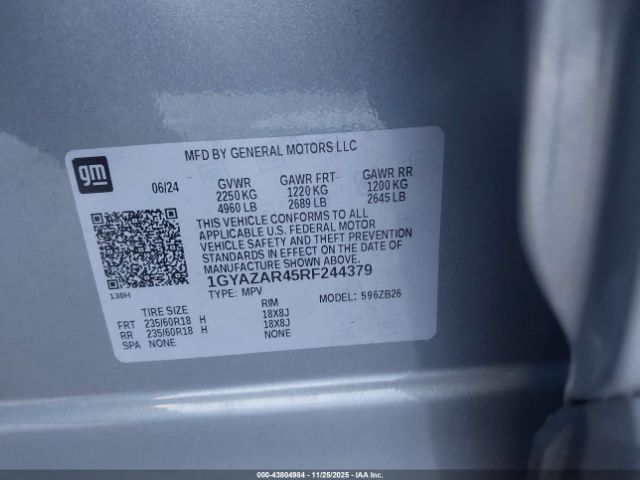 MFD BY GENERAL MOTORS LLC
gm
06/24 GVWR GAWR FRT GAWR RR
2250 KG 1220 KG 1200 KG
4960 LB 2689 LB 2645 LB
THIS VEHICLE CONFORMS TO ALL
APPLICABLE U.S. FEDERAL MOTOR
VEHICLE SAFETY AND THEFT PREVENTION
STANDARDS IN EFFECT ON THE DATE OF
MANUFACTURE SHOWN ABOVE.
130H
1GYAZAR45RF244379
TYPE: MPV MODEL: 596ZB26
TIRE SIZE RIM
FRT 235/60R18 H 18X8J
RR 235/60R18 H 18X8J
SPA NONE NONE
000-43804984 - 11/25/2025 - IAA, Inc.